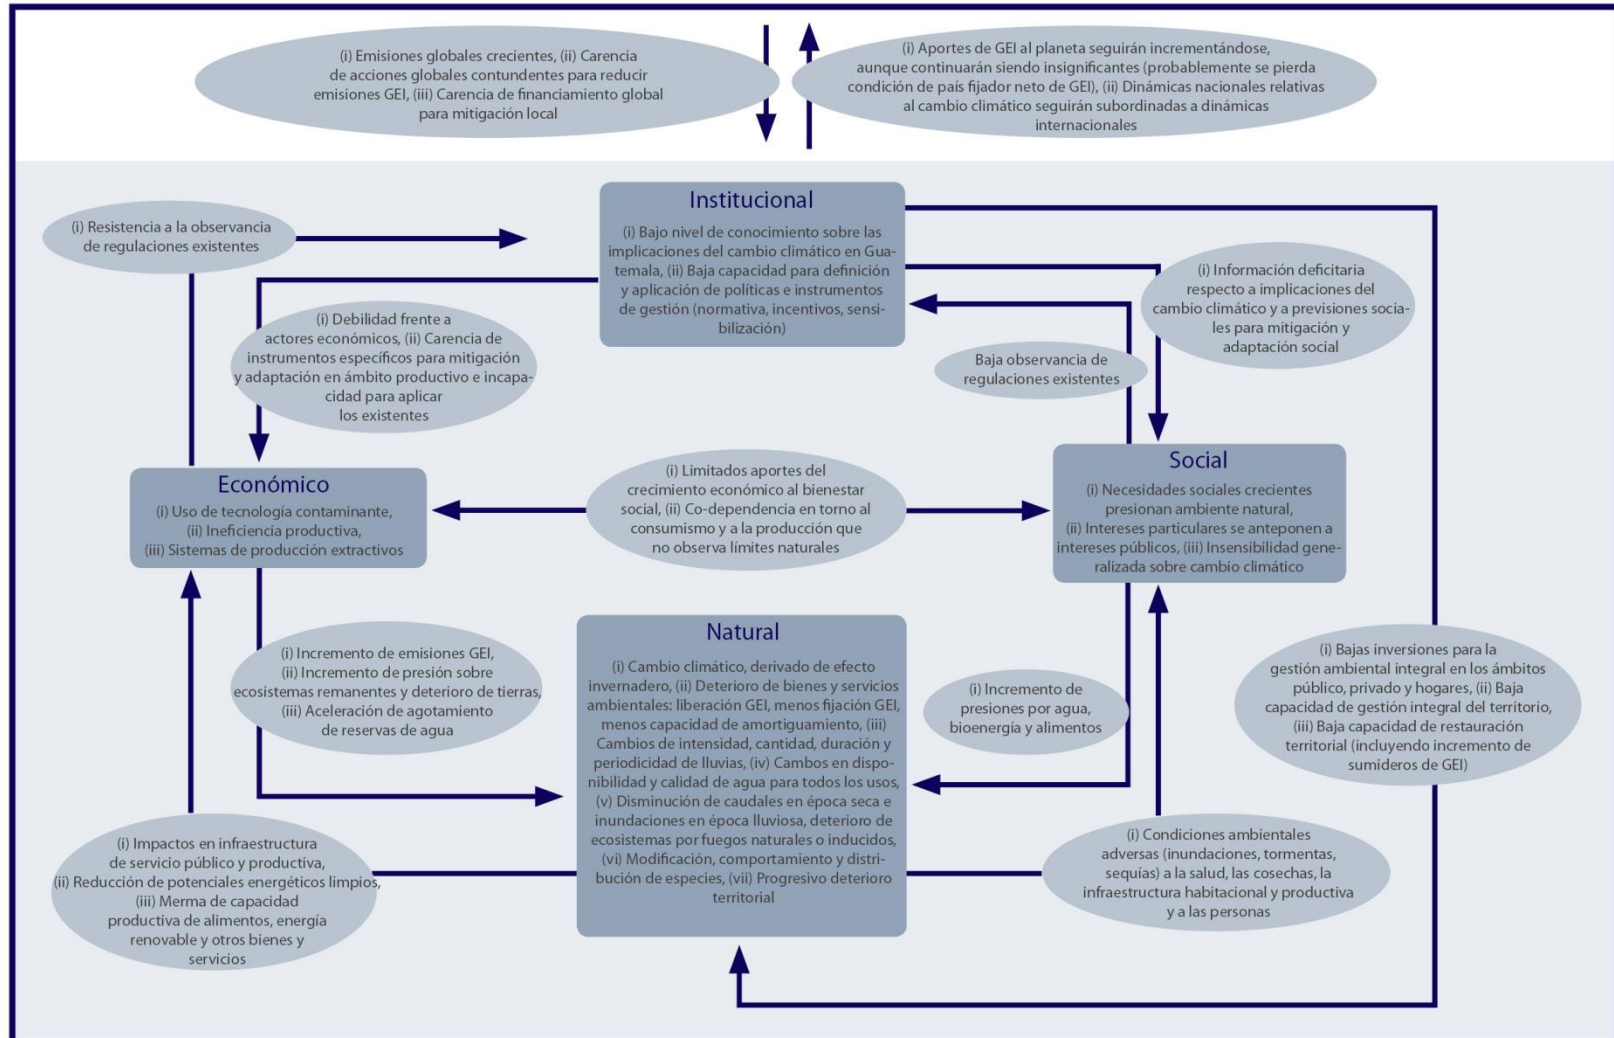 (i) Emisiones globales crecientes, (ii) Carencia
de acciones globales contundentes para reducir
emisiones GEI, (iii) Carencia de financiamiento global
para mitigación local
(i) Aportes de GEI al planeta seguirán incrementándose,
aunque continuarán siendo insignificantes (probablemente se pierda
condición de país fijador neto de GEI), (ii) Dinámicas nacionales relativas
al cambio climático seguirán subordinadas a dinámicas
internacionales
(i) Resistencia a la observancia
de regulaciones existentes
Institucional
(i) Bajo nivel de conocimiento sobre las
implicaciones del cambio climático en Gua-
temala, (ii) Baja capacidad para definición
y aplicación de políticas e instrumentos
de gestión (normativa, incentivos, sensi-
bilización)
(i) Información deficitaria
respecto a implicaciones del
cambio climático y a previsiones socia-
les para mitigación y
adaptación social
(i) Debilidad frente a
actores económicos, (ii) Carencia de
instrumentos específicos para mitigación
y adaptación en ámbito productivo e incapa-
cidad para aplicar
los existentes
Baja observancia de
regulaciones existentes
Económico
(i) Uso de tecnología contaminante,
(ii) Ineficiencia productiva,
(iii) Sistemas de producción extractivos
(i) Limitados aportes del
crecimiento económico al bienestar
social, (ii) Co-dependencia en torno al
consumismo y a la producción que
no observa límites naturales
Social
(i) Necesidades sociales crecientes
presionan ambiente natural,
(ii) Intereses particulares se anteponen a
intereses públicos, (iii) Insensibilidad gene-
ralizada sobre cambio climático
(i) Incremento de emisiones GEI,
(ii) Incremento de presión sobre
ecosistemas remanentes y deterioro de tierras,
(iii) Aceleración de agotamiento
de reservas de agua
Natural
(i) Cambio climático, derivado de efecto
invernadero, (ii) Deterioro de bienes y servicios
ambientales: liberación GEI, menos fijación GEI,
menos capacidad de amortiguamiento, (iii)
Cambios de intensidad, cantidad, duración y
periodicidad de lluvias, (iv) Cambos en dispo-
nibilidad y calidad de agua para todos los usos,
(v) Disminución de caudales en época seca e
inundaciones en época lluviosa, deterioro de
ecosistemas por fuegos naturales o inducidos,
(vi) Modificación, comportamiento y distri-
bución de especies, (vii) Progresivo deterioro
territorial
(i) Incremento de
presiones por agua,
bioenergía y alimentos
(i) Bajas inversiones para la
gestión ambiental integral en los ámbitos
público, privado y hogares, (ii) Baja
capacidad de gestión integral del territorio,
(iii) Baja capacidad de restauración
territorial (incluyendo incremento de
sumideros de GEI)
(i) Impactos en infraestructura
de servicio público y productiva,
(ii) Reducción de potenciales energéticos limpios,
(iii) Merma de capacidad
productiva de alimentos, energía
renovable y otros bienes y
servicios
(i) Condiciones ambientales
adversas (inundaciones, tormentas,
sequías) a la salud, las cosechas, la
infraestructura habitacional y productiva
y a las personas